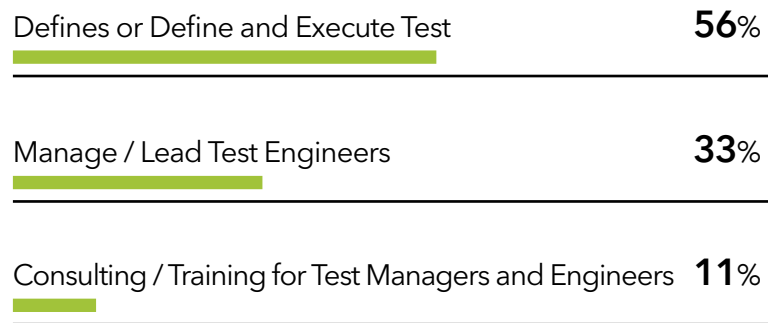 Defines or Define and Execute Test 56%
Manage / Lead Test Engineers 33%
Consulting / Training for Test Managers and Engineers 11%